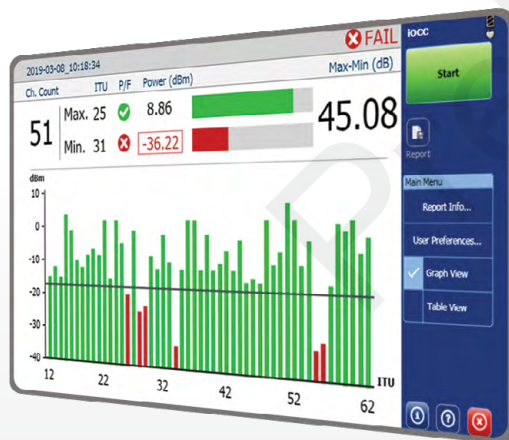 FAIL
iOCC
2019-03-08_10:18:34
Max-Min (dB)
Ch. Count
ITU
P/F
Power (dBm)
51
Max. 25
8.86
45.08
Min. 31
-36.22
Start
Report
Main Menu
Report Info...
User Preferences...
Graph View
Table View
dBm
10
0
-10
-20
-30
-40
12
22
32
42
52
62
ITU